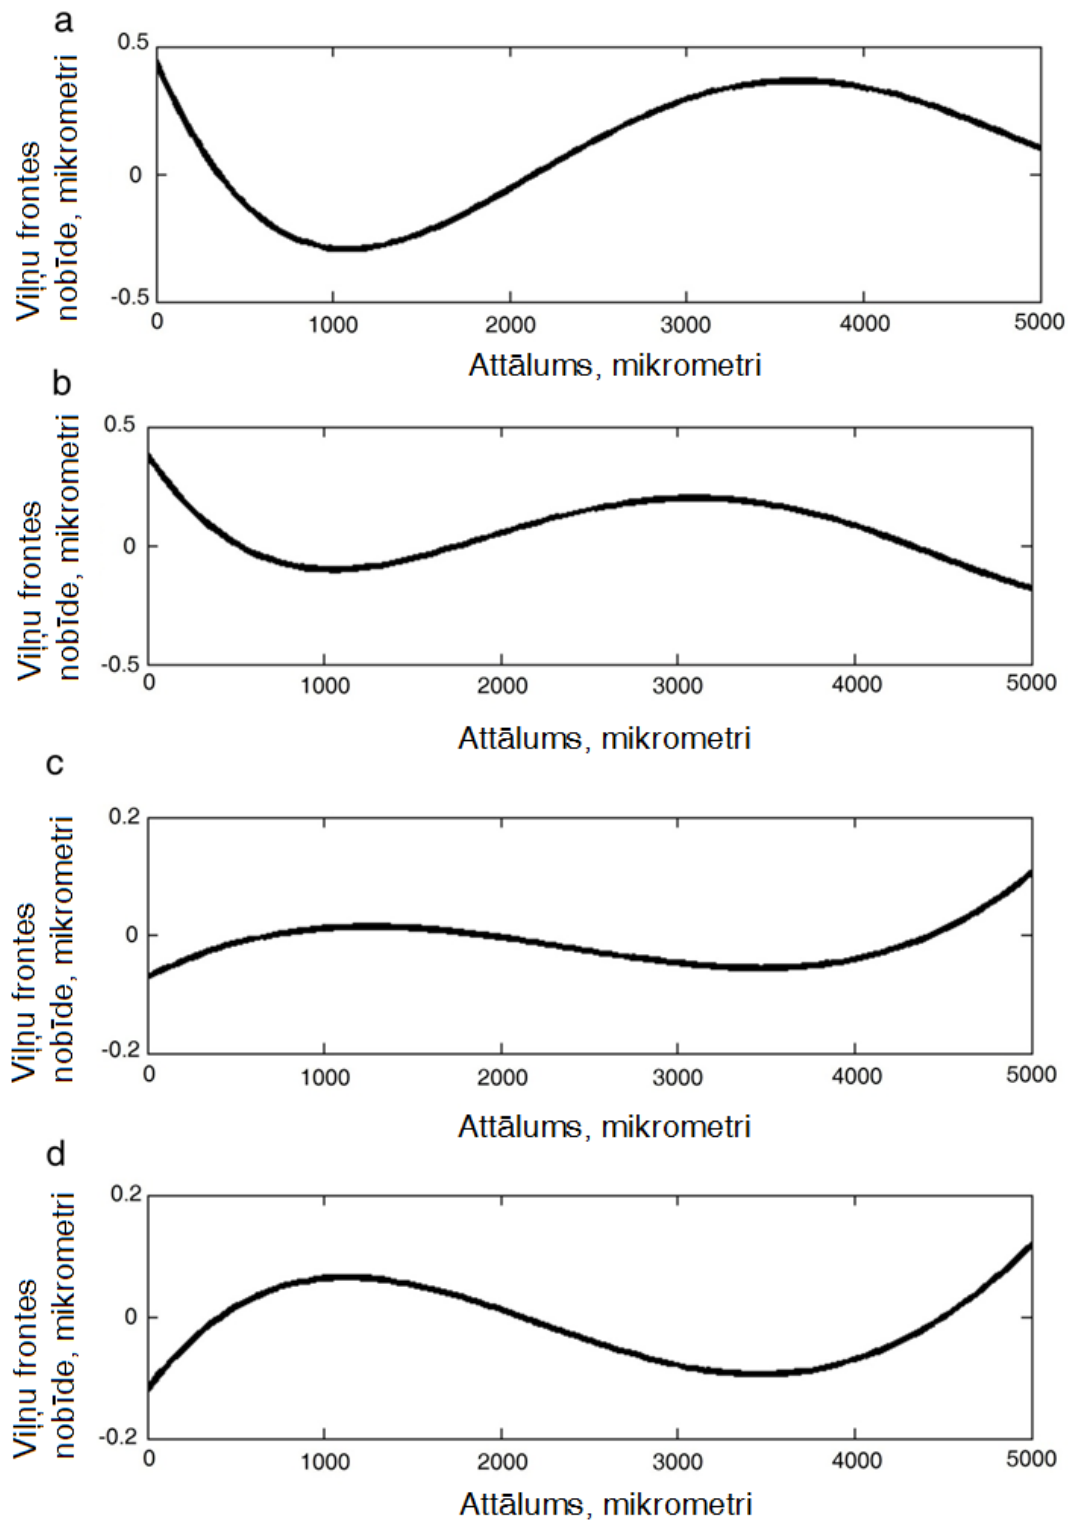 a
Viļņu frontes
nobīde, mikrometri
0.5
0
-0.5
0 1000 2000 3000 4000 5000
Attālums, mikrometri
b
Viļņu frontes
nobīde, mikrometri
0.5
0
-0.5
0 1000 2000 3000 4000 5000
Attālums, mikrometri
c
Viļņu frontes
nobīde, mikrometri
0.2
0
-0.2
0 1000 2000 3000 4000 5000
Attālums, mikrometri
d
Viļņu frontes
nobīde, mikrometri
0.2
0
-0.2
0 1000 2000 3000 4000 5000
Attālums, mikrometri